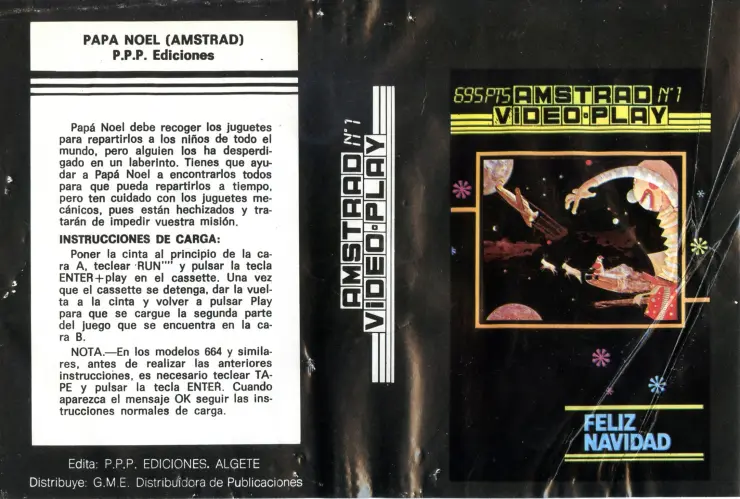 PAPA NOEL (AMSTRAD)
P.P.P. Ediciones
Papá Noel debe recoger los juguetes
para repartirlos a los niños de todo el
mundo, pero alguien los ha desperdi-
gado en un laberinto. Tienes que ayu-
dar a Papá Noel a encontrarlos todos
para que pueda repartirlos a tiempo,
pero ten cuidado con los juguetes me-
cánicos, pues están hechizados y tra-
tarán de impedir vuestra misión.
INSTRUCCIONES DE CARGA:
Poner la cinta al principio de la ca-
ra A, teclear RUN"" y pulsar la tecla
ENTER+play en el cassette. Una vez
que el cassette se detenga, dar la vuel-
ta a la cinta y volver a pulsar Play
para que se cargue la segunda parte
del juego que se encuentra en la ca-
ra B.
NOTA.—En los modelos 664 y simila-
res, antes de realizar las anteriores
instrucciones, es necesario teclear TA-
PE y pulsar la tecla ENTER. Cuando
aparezca el mensaje OK seguir las ins-
trucciones normales de carga.
Edita: P.P.P. EDICIONES. ALGETE
Distribuye: G.M.E. Distribuidora de Publicaciones
AMSTRAD Nº1
VIDEO·PLAY
695PTS AMSTRAD Nº1
VIDEO·PLAY
FELIZ
NAVIDAD